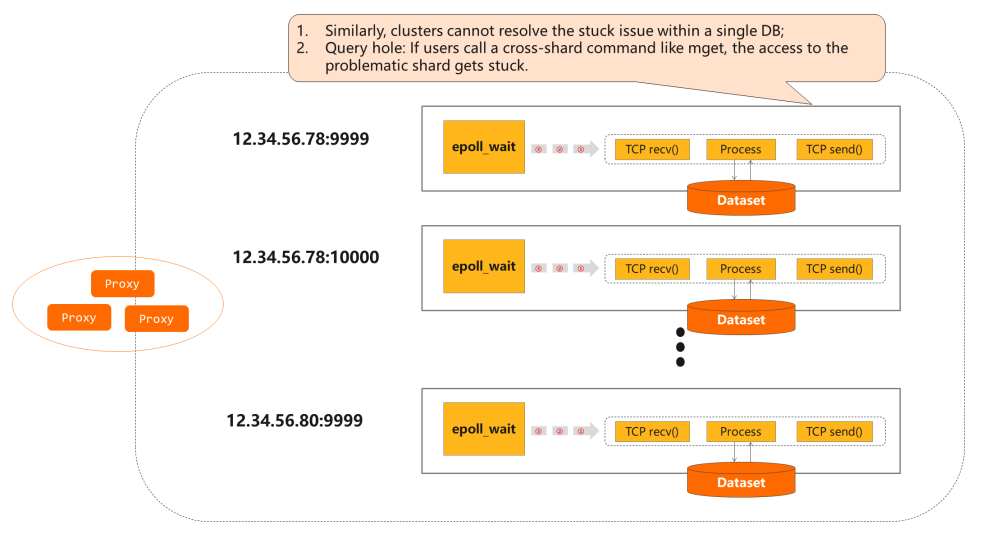 1. Similarly, clusters cannot resolve the stuck issue within a single DB;
2. Query hole: If users call a cross-shard command like mget, the access to the
problematic shard gets stuck.
12.34.56.78:9999
epoll_wait
TCP recv()
Process
TCP send()
Dataset
12.34.56.78:10000
epoll_wait
TCP recv()
Process
TCP send()
Dataset
Proxy
Proxy
Proxy
12.34.56.80:9999
epoll_wait
TCP recv()
Process
TCP send()
Dataset